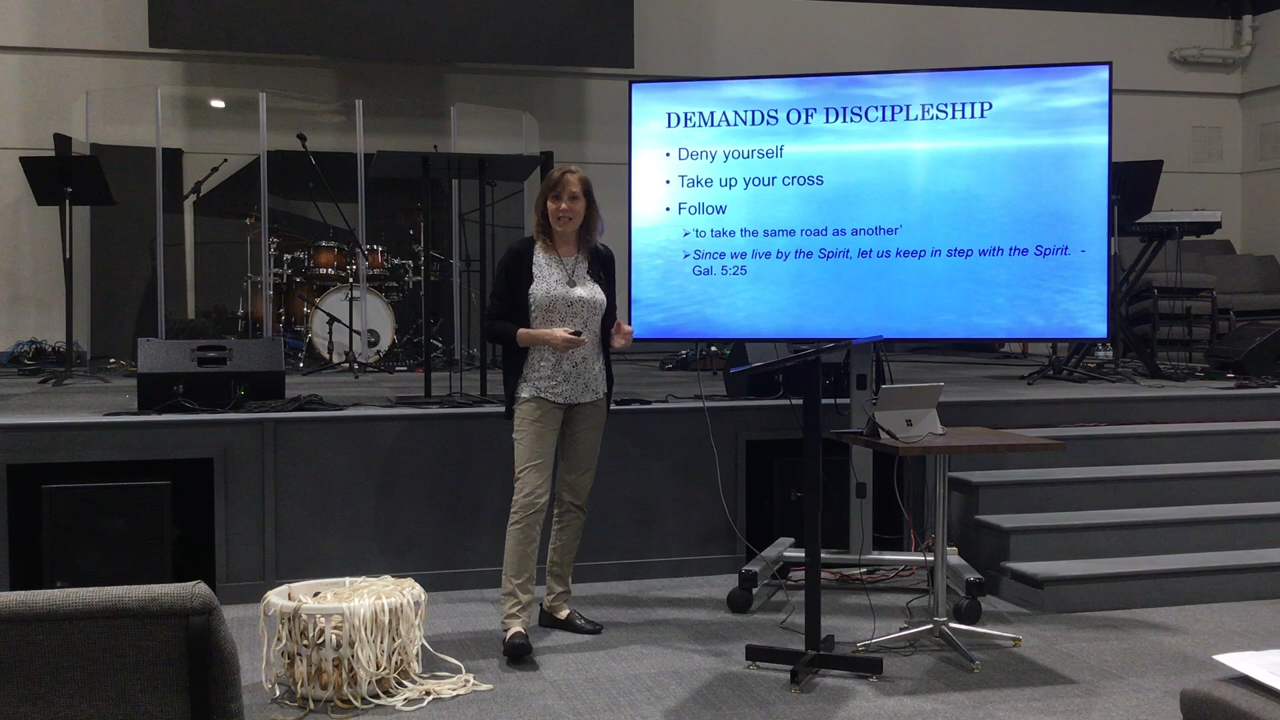 DEMANDS OF DISCIPLESHIP
• Deny yourself
• Take up your cross
• Follow
➢‘to take the same road as another’
➢Since we live by the Spirit, let us keep in step with the Spirit. -
Gal. 5:25